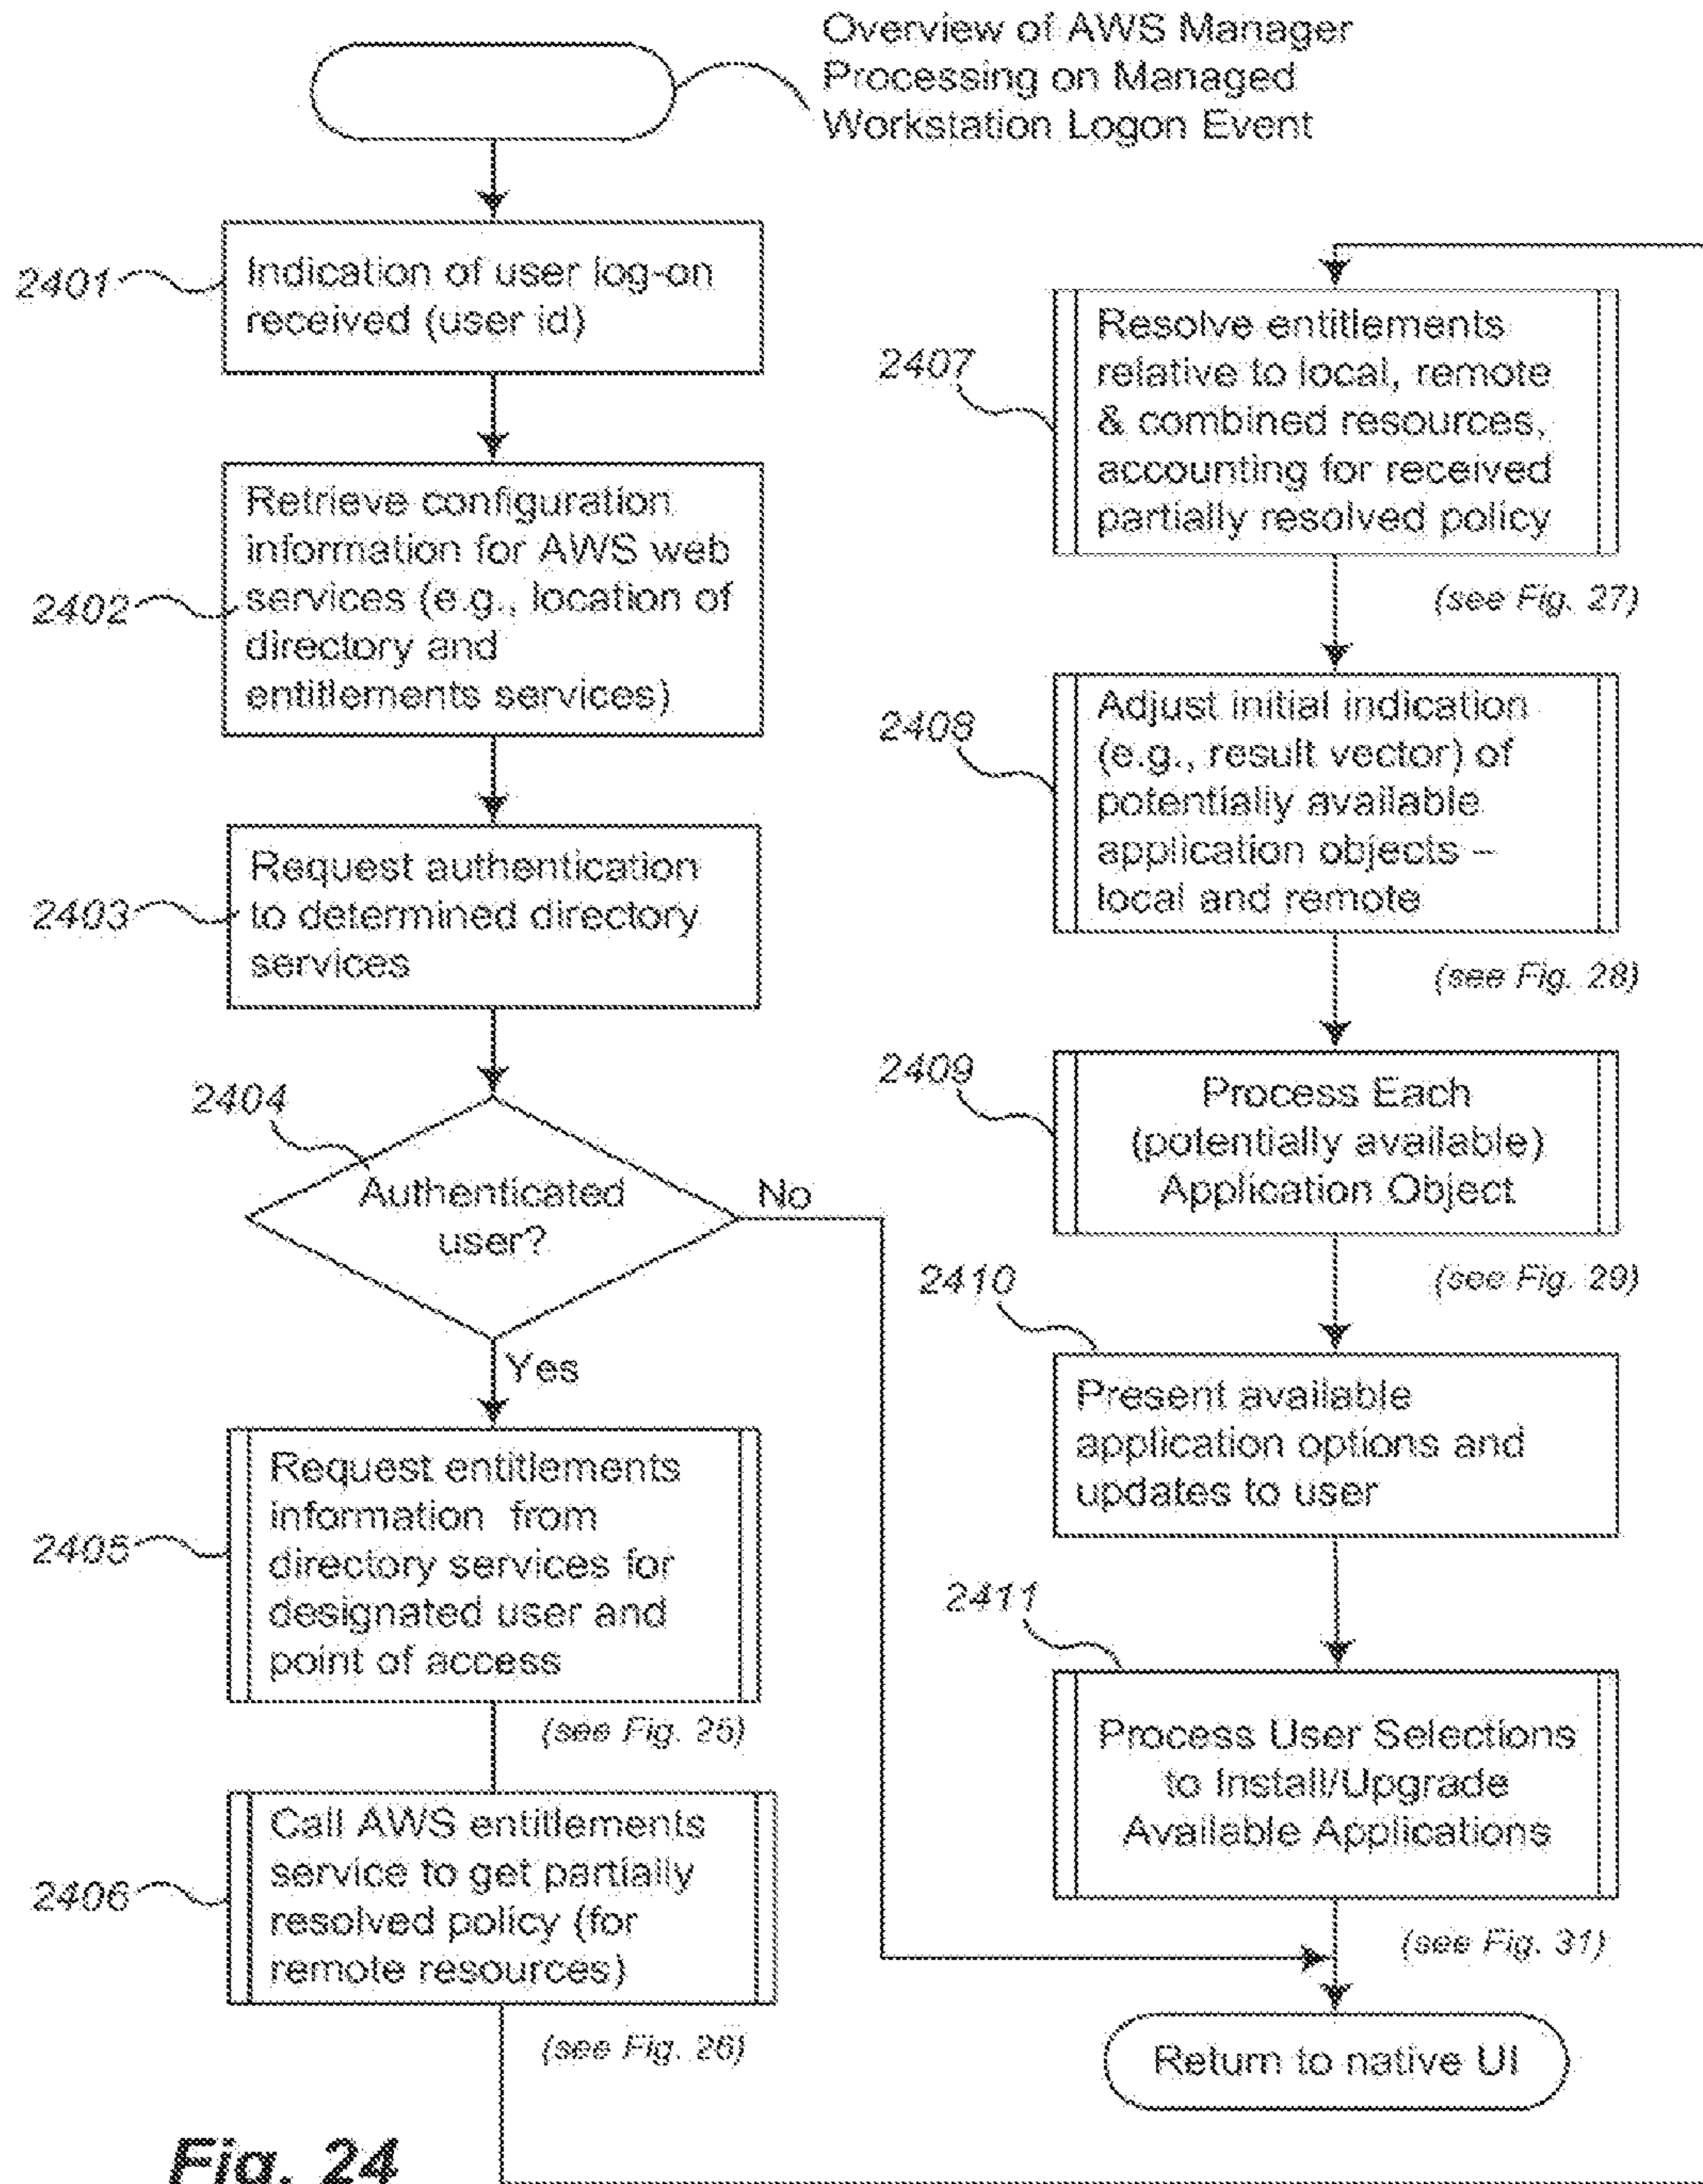 Overview of AWS Manager
Processing on Managed
Workstation Logon Event
2401
Indication of user log-on
received (user id)
2402
Retrieve configuration
information for AWS web
services (e.g., location of
directory and
entitlements services)
2403
Request authentication
to determined directory
services
2404
Authenticated
user?
No
Yes
2405
Request entitlements
information from
directory services for
designated user and
point of access
(see Fig. 25)
2406
Call AWS entitlements
service to get partially
resolved policy (for
remote resources)
(see Fig. 26)
2407
Resolve entitlements
relative to local, remote
& combined resources,
accounting for received
partially resolved policy
(see Fig. 27)
2408
Adjust initial indication
(e.g., result vector) of
potentially available
application objects –
local and remote
(see Fig. 28)
2409
Process Each
(potentially available)
Application Object
(see Fig. 29)
2410
Present available
application options and
updates to user
2411
Process User Selections
to Install/Upgrade
Available Applications
(see Fig. 31)
Return to native UI
Fig. 24